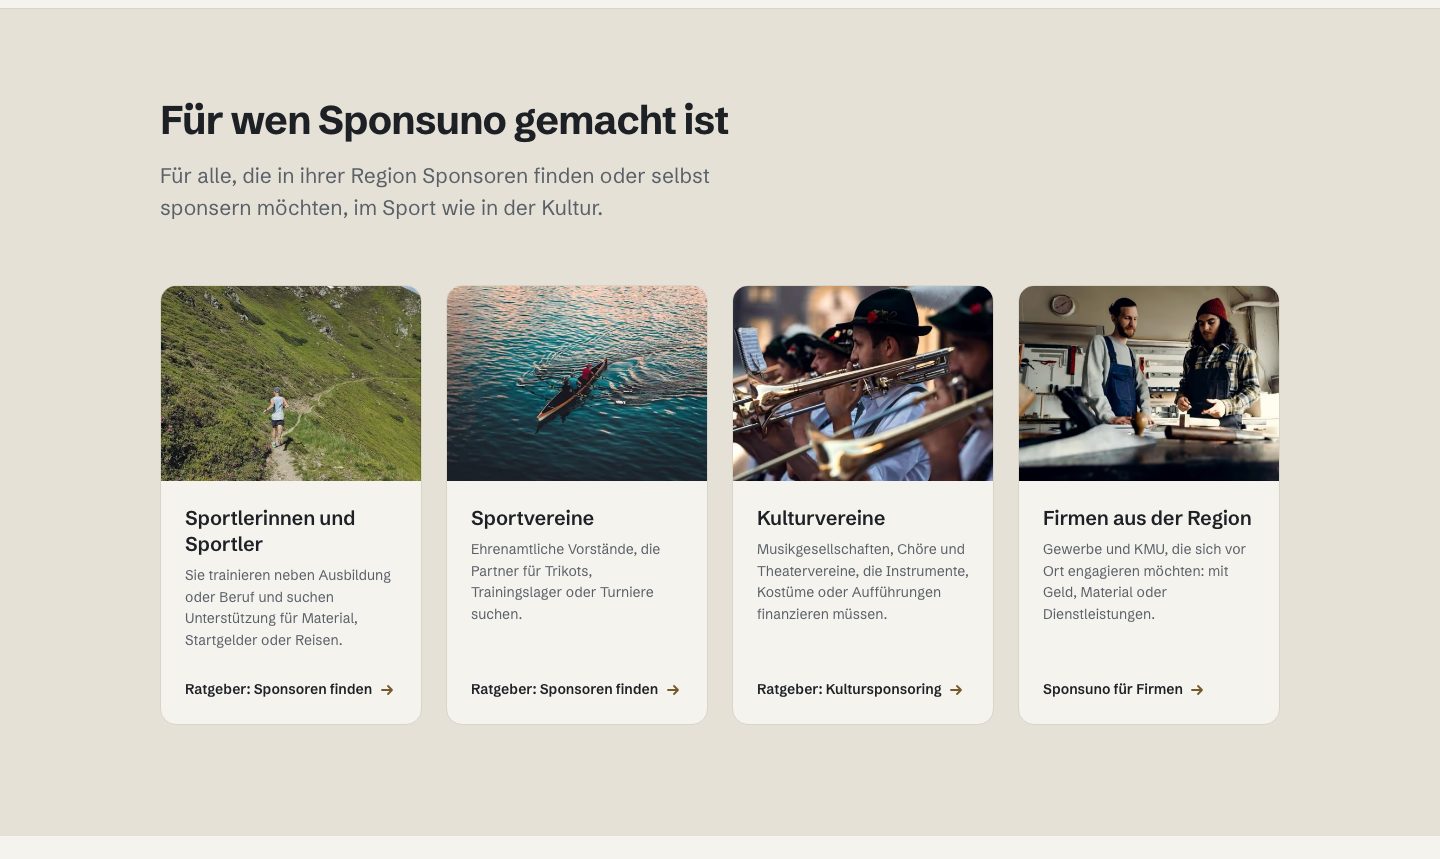 Für wen Sponsuno gemacht ist
Für alle, die in ihrer Region Sponsoren finden oder selbst
sponsern möchten, im Sport wie in der Kultur.
Sportlerinnen und
Sportler
Sie trainieren neben Ausbildung
oder Beruf und suchen
Unterstützung für Material,
Startgelder oder Reisen.
Ratgeber: Sponsoren finden →
Sportvereine
Ehrenamtliche Vorstände, die
Partner für Trikots,
Trainingslager oder Turniere
suchen.
Ratgeber: Sponsoren finden →
Kulturvereine
Musikgesellschaften, Chöre und
Theatervereine, die Instrumente,
Kostüme oder Aufführungen
finanzieren müssen.
Ratgeber: Kultursponsoring →
Firmen aus der Region
Gewerbe und KMU, die sich vor
Ort engagieren möchten: mit
Geld, Material oder
Dienstleistungen.
Sponsuno für Firmen →